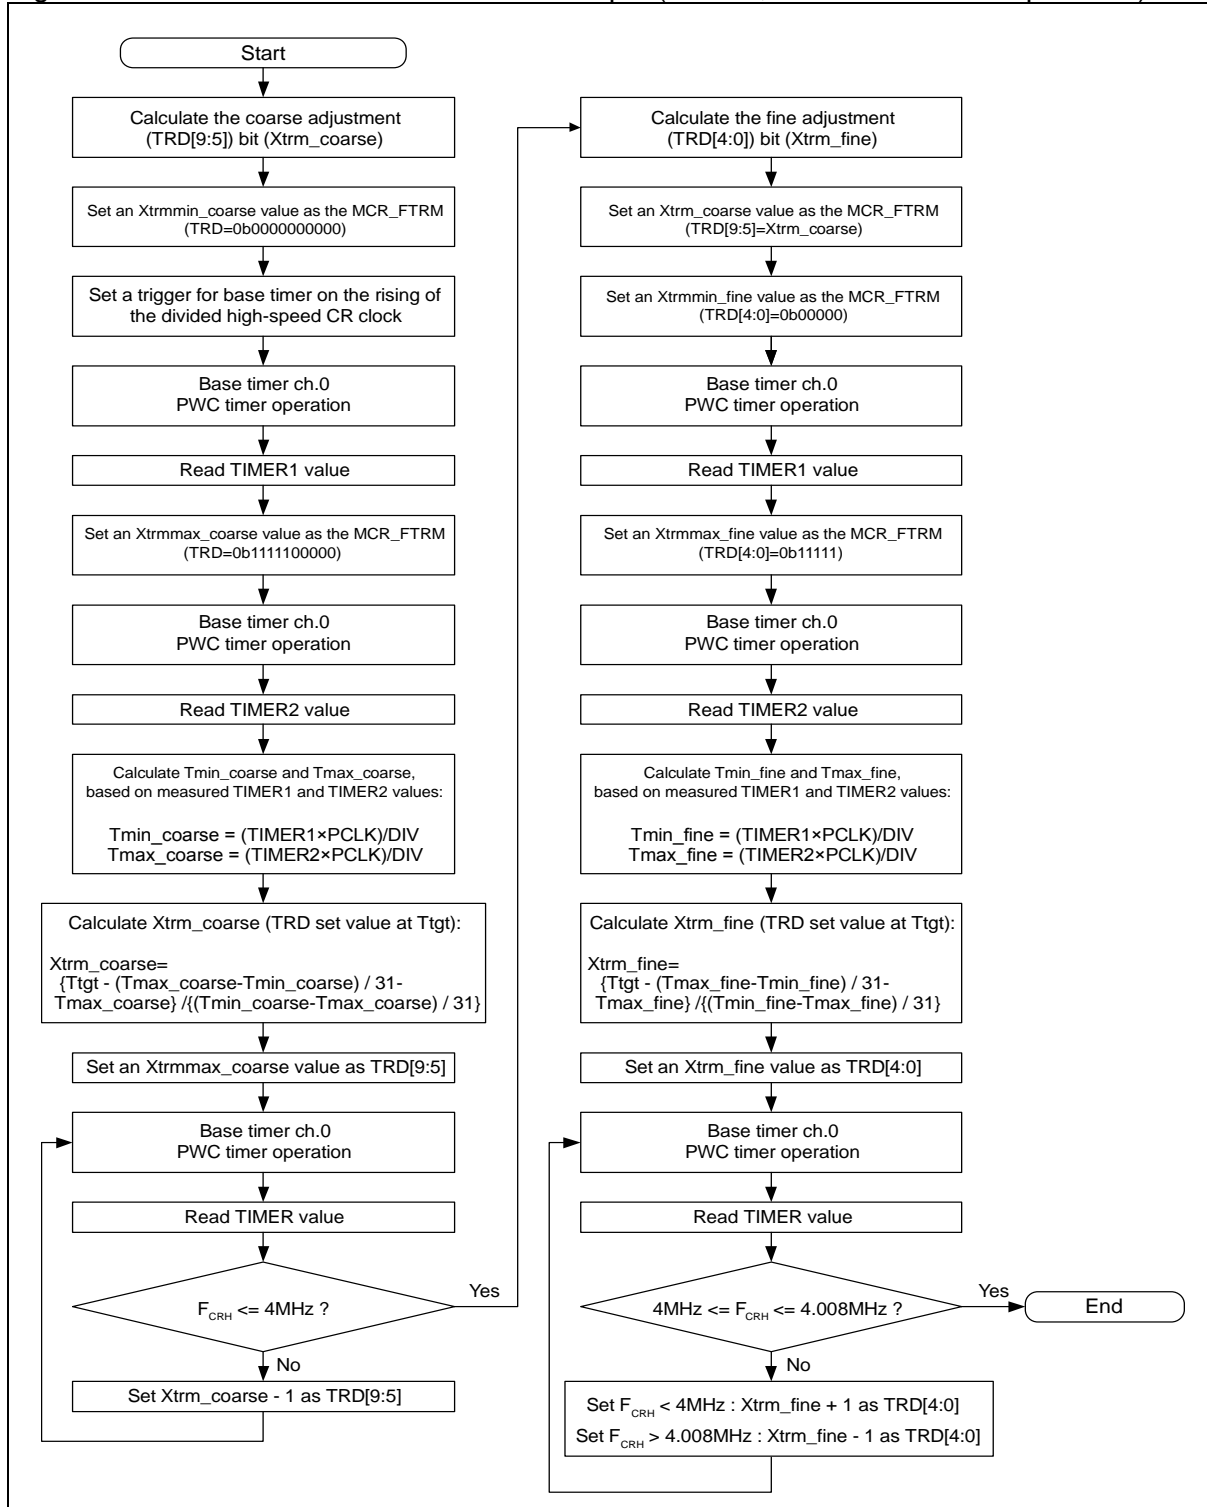 Start
Calculate the coarse adjustment
(TRD[9:5]) bit (Xtrm_coarse)
Set an Xtrmmin_coarse value as the MCR_FTRM
(TRD=0b0000000000)
Set a trigger for base timer on the rising of
the divided high-speed CR clock
Base timer ch.0
PWC timer operation
Read TIMER1 value
Set an Xtrmmax_coarse value as the MCR_FTRM
(TRD=0b1111100000)
Base timer ch.0
PWC timer operation
Read TIMER2 value
Calculate Tmin_coarse and Tmax_coarse,
based on measured TIMER1 and TIMER2 values:
Tmin_coarse = (TIMER1×PCLK)/DIV
Tmax_coarse = (TIMER2×PCLK)/DIV
Calculate Xtrm_coarse (TRD set value at Ttgt):
Xtrm_coarse=
{Ttgt - (Tmax_coarse-Tmin_coarse) / 31-
Tmax_coarse} /{(Tmin_coarse-Tmax_coarse) / 31}
Set an Xtrmmax_coarse value as TRD[9:5]
Base timer ch.0
PWC timer operation
Read TIMER value
F_CRH <= 4MHz ?
Yes
No
Set Xtrm_coarse - 1 as TRD[9:5]
Calculate the fine adjustment
(TRD[4:0]) bit (Xtrm_fine)
Set an Xtrm_coarse value as the MCR_FTRM
(TRD[9:5]=Xtrm_coarse)
Set an Xtrmmin_fine value as the MCR_FTRM
(TRD[4:0]=0b00000)
Base timer ch.0
PWC timer operation
Read TIMER1 value
Set an Xtrmmax_fine value as the MCR_FTRM
(TRD[4:0]=0b11111)
Base timer ch.0
PWC timer operation
Read TIMER2 value
Calculate Tmin_fine and Tmax_fine,
based on measured TIMER1 and TIMER2 values:
Tmin_fine = (TIMER1×PCLK)/DIV
Tmax_fine = (TIMER2×PCLK)/DIV
Calculate Xtrm_fine (TRD set value at Ttgt):
Xtrm_fine=
{Ttgt - (Tmax_fine-Tmin_fine) / 31-
Tmax_fine} /{(Tmin_fine-Tmax_fine) / 31}
Set an Xtrm_fine value as TRD[4:0]
Base timer ch.0
PWC timer operation
Read TIMER value
4MHz <= F_CRH <= 4.008MHz ?
Yes
End
No
Set F_CRH < 4MHz : Xtrm_fine + 1 as TRD[4:0]
Set F_CRH > 4.008MHz : Xtrm_fine - 1 as TRD[4:0]